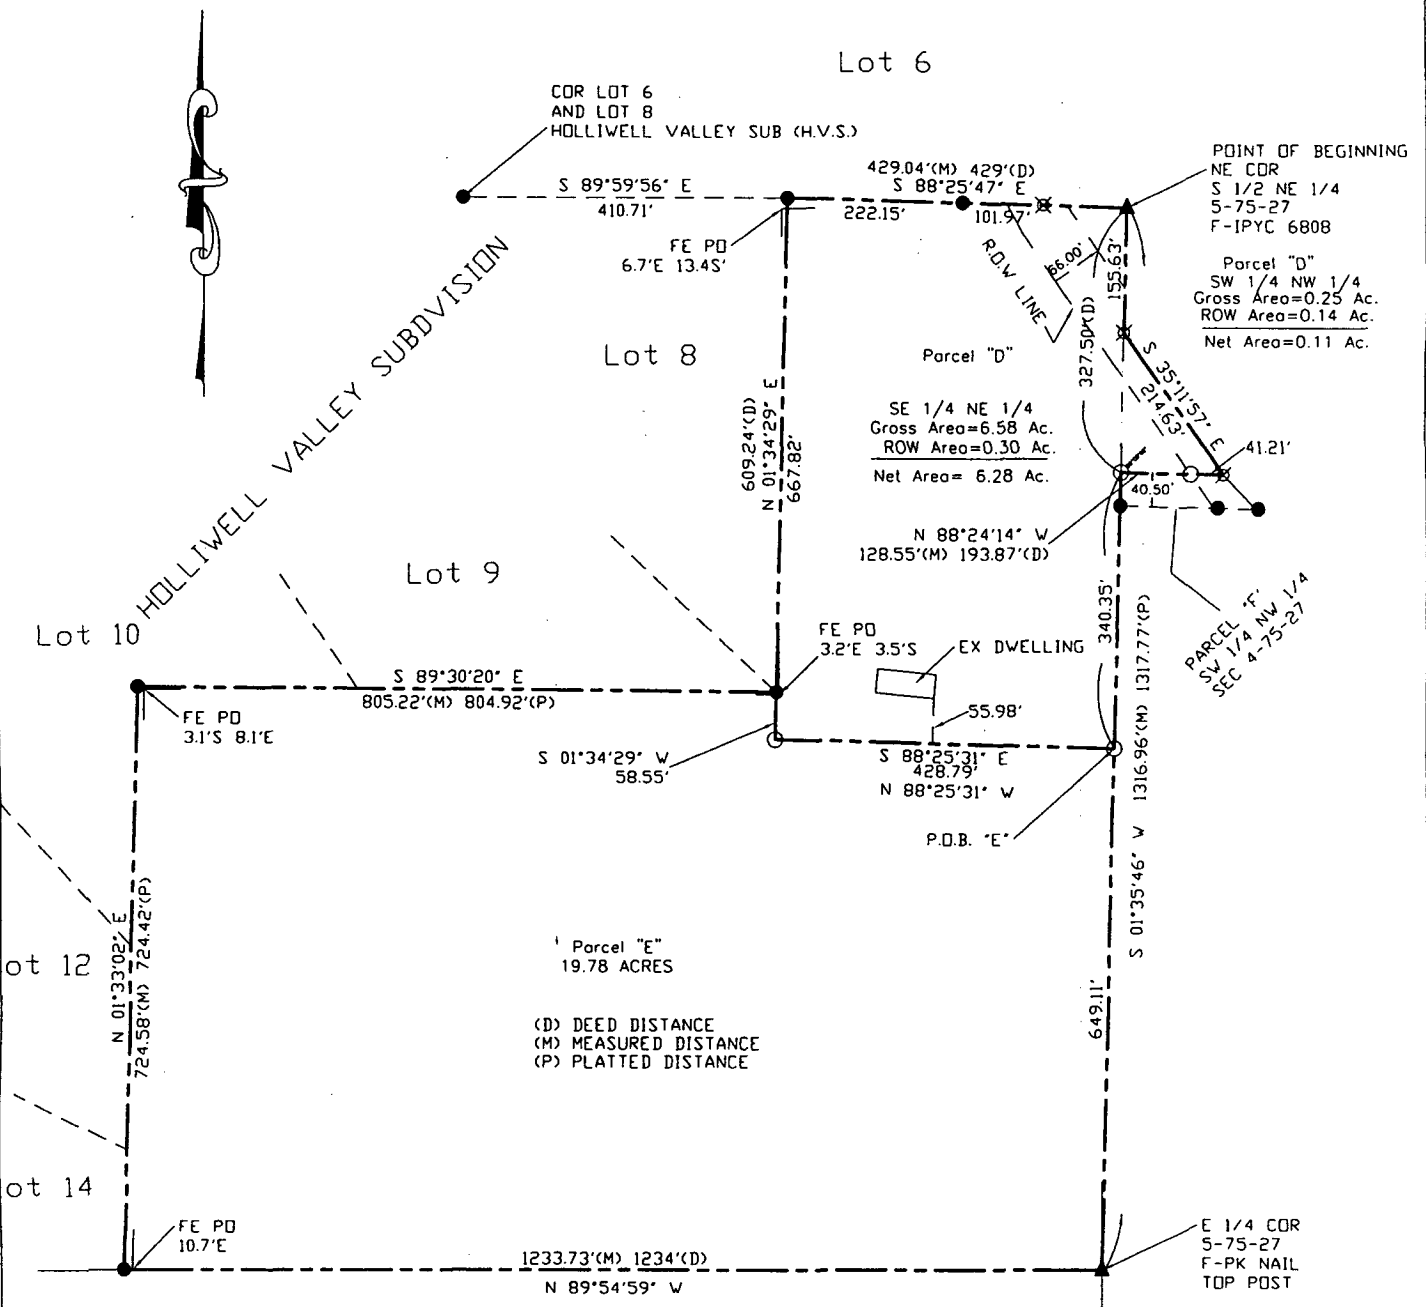 Lot 6
COR LOT 6
AND LOT 8
HOLLIWELL VALLEY SUB (H.V.S.)
429.04'(M) 429'(D)
S 88°25'47" E
222.15'
101.97'
S 89°59'56" E
410.71'
POINT OF BEGINNING
NE COR
S 1/2 NE 1/4
5-75-27
F-IPYC 6808
Parcel "D"
SW 1/4 NW 1/4
Gross Area=0.25 Ac.
ROW Area=0.14 Ac.
Net Area=0.11 Ac.
FE PO
6.7'E 13.4S'
R.O.W LINE
66.00'
155.63'
327.50'(D)
HOLLIWELL VALLEY SUBDVISION
Lot 8
Parcel "D"
SE 1/4 NE 1/4
Gross Area=6.58 Ac.
ROW Area=0.30 Ac.
Net Area= 6.28 Ac.
S 35°11'57" E
214.63'
41.21'
40.50'
609.24'(D)
N 01°34'29" E
667.82'
N 88°24'14" W
128.55'(M) 193.87'(D)
Lot 9
Lot 10
340.35'
PARCEL "F"
SW 1/4 NW 1/4
SEC 4-75-27
FE PO
3.2'E 3.5'S
EX DWELLING
S 89°30'20" E
805.22'(M) 804.92'(P)
FE PO
3.1'S 8.1'E
55.98'
S 01°34'29" W
58.55'
S 88°25'31" E
428.79'
N 88°25'31" W
P.O.B. "E"
S 01°35'46" W 1316.96'(M) 1317.77'(P)
N 01°33'02" E
724.58'(M) 724.42'(P)
Parcel "E"
19.78 ACRES
ot 12
(D) DEED DISTANCE
(M) MEASURED DISTANCE
(P) PLATTED DISTANCE
649.11'
ot 14
FE PO
10.7'E
1233.73'(M) 1234'(D)
N 89°54'59" W
E 1/4 COR
5-75-27
F-PK NAIL
TOP POST